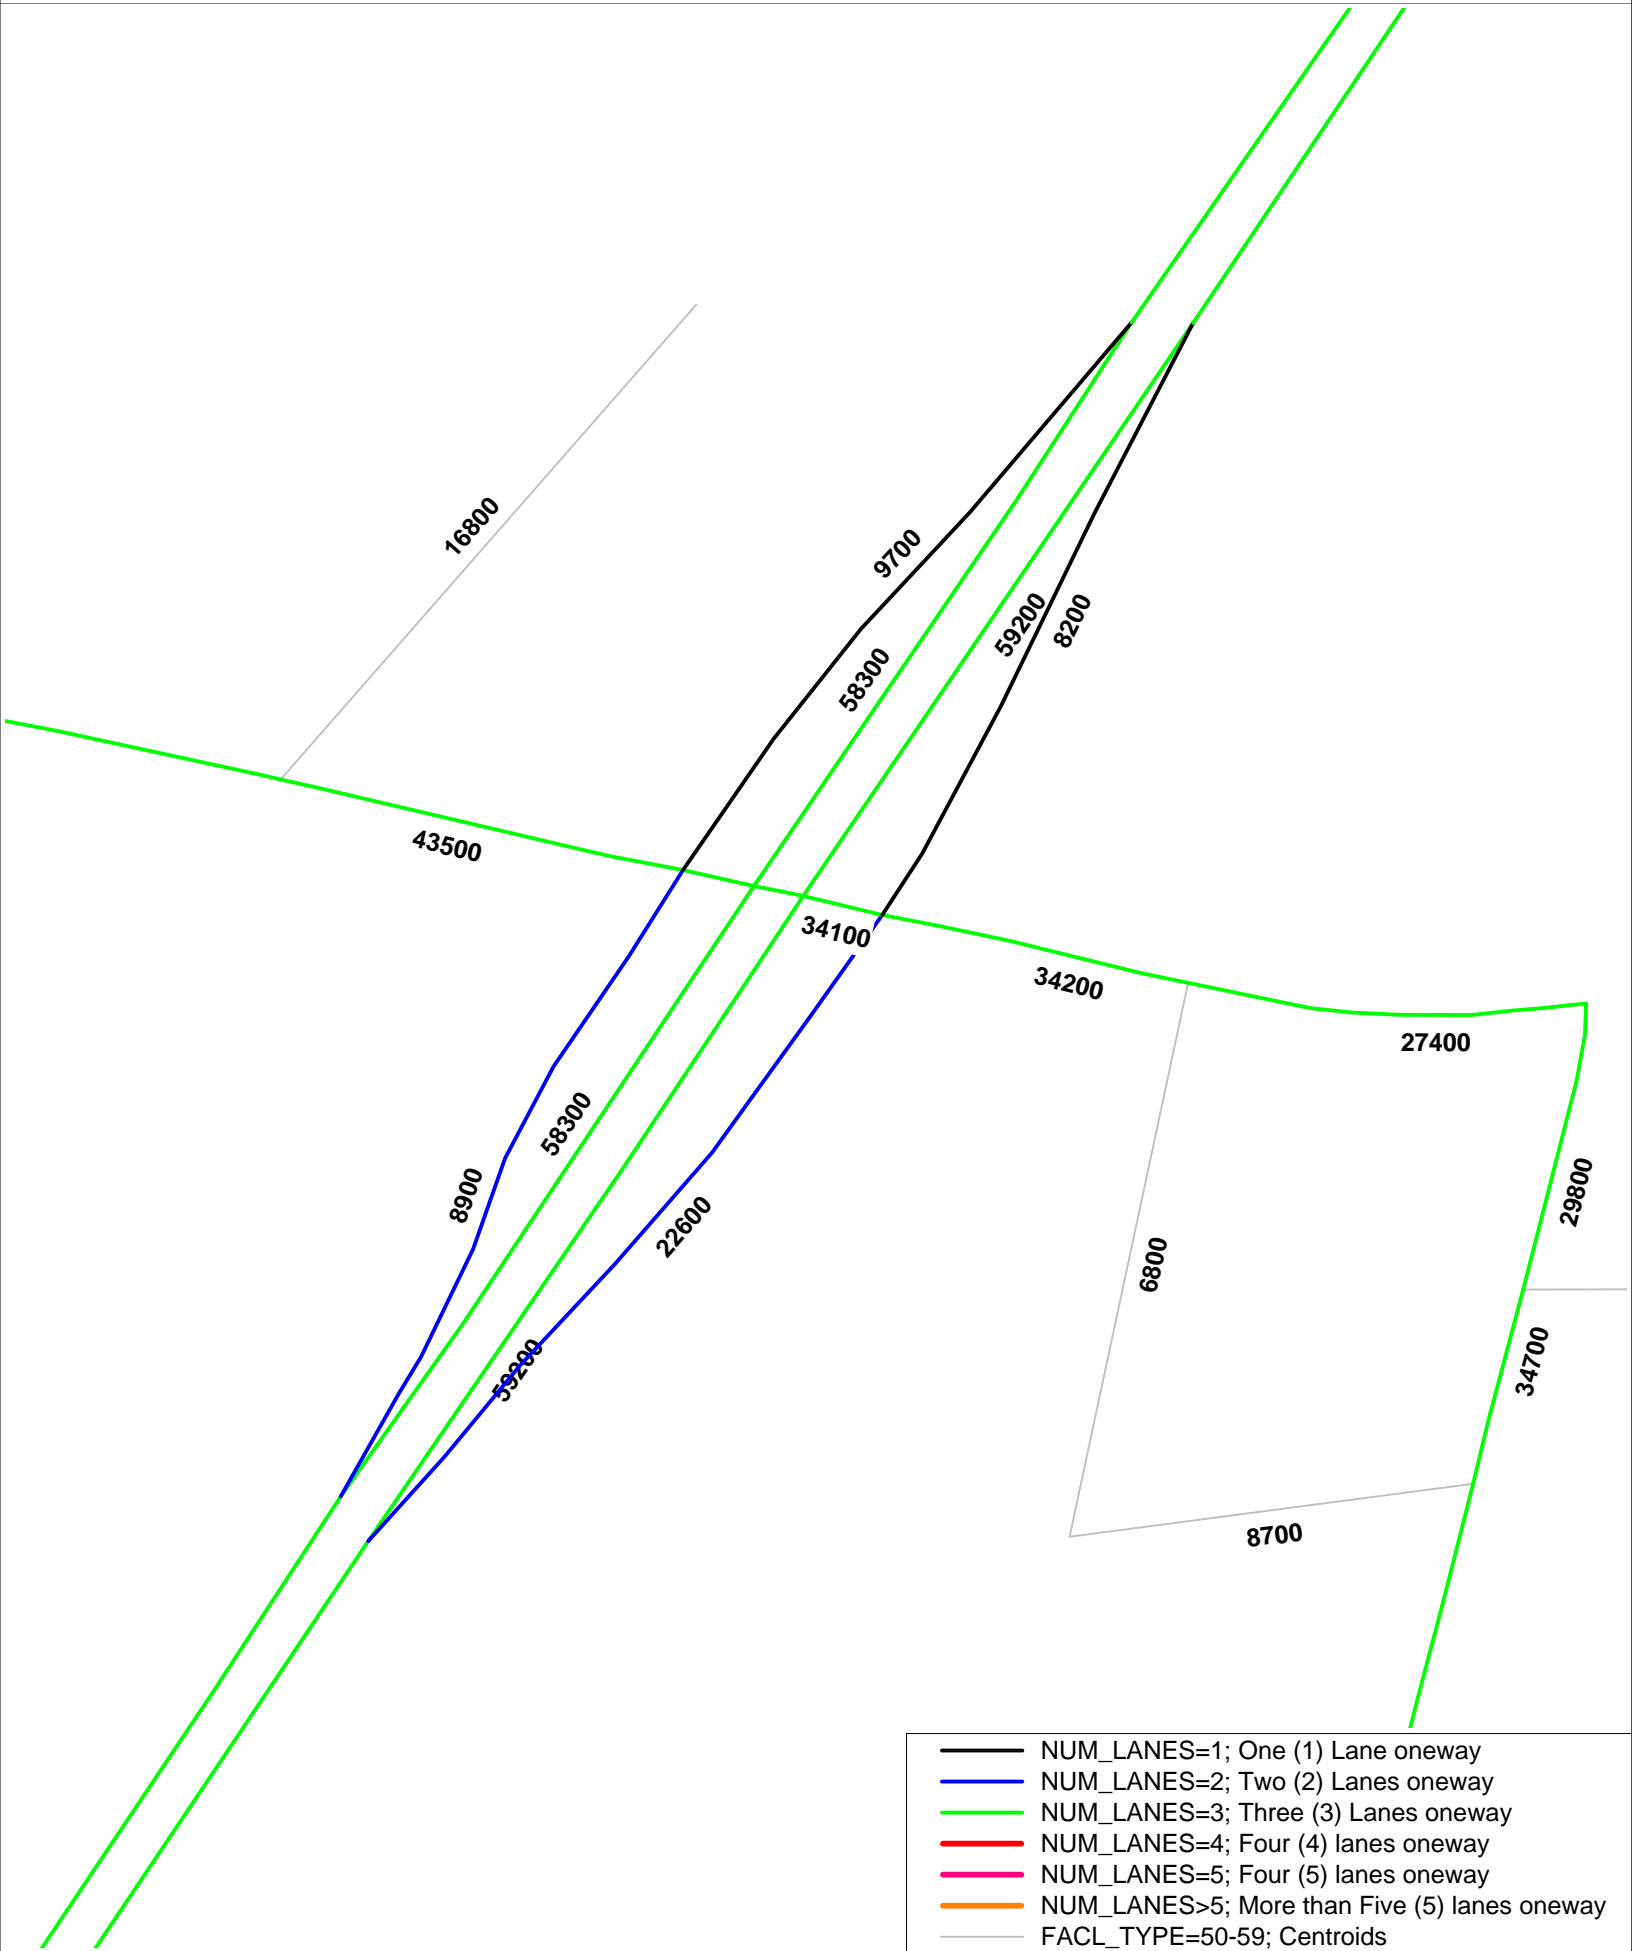 16800
9700
59200
8200
58300
43500
34100
34200
27400
58300
8900
22600
29800
6800
59200
34700
8700
NUM_LANES=1; One (1) Lane oneway
NUM_LANES=2; Two (2) Lanes oneway
NUM_LANES=3; Three (3) Lanes oneway
NUM_LANES=4; Four (4) lanes oneway
NUM_LANES=5; Four (5) lanes oneway
NUM_LANES>5; More than Five (5) lanes oneway
FACL_TYPE=50-59; Centroids